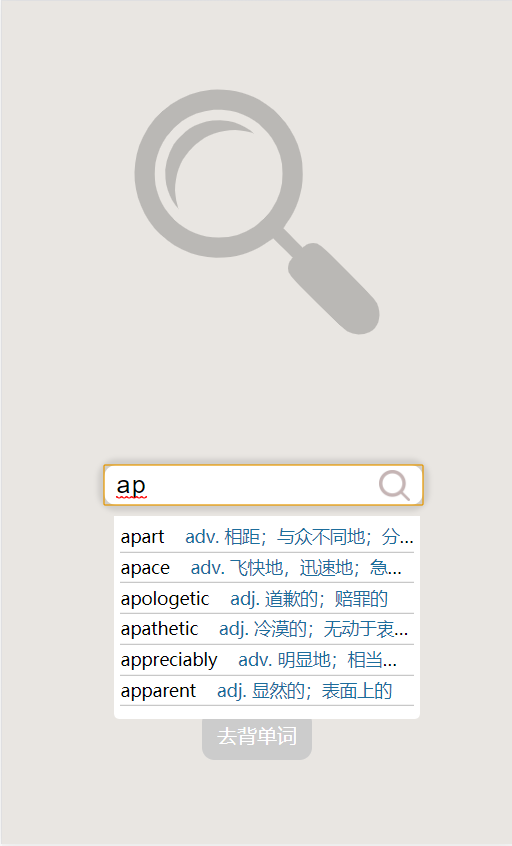 ap
apart adv. 相距；与众不同地；分...
apace adv. 飞快地，迅速地；急...
apologetic adj. 道歉的；赔罪的
apathetic adj. 冷漠的；无动于衷...
appreciably adv. 明显地；相当...
apparent adj. 显然的；表面上的
去背单词